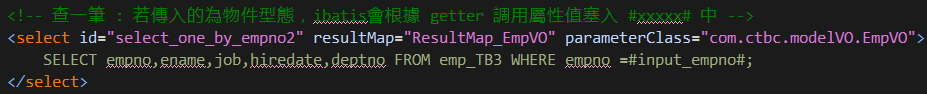 <!-- 查一筆 : 若傳入的為物件型態，ibatis會根據 getter 調用屬性值塞入 #xxxxx# 中 -->
<select id="select_one_by_empno2" resultMap="ResultMap_EmpVO" parameterClass="com.ctbc.modelVO.EmpVO">
SELECT empno,ename,job,hiredate,deptno FROM emp_TB3 WHERE empno =#input_empno#;
</select>